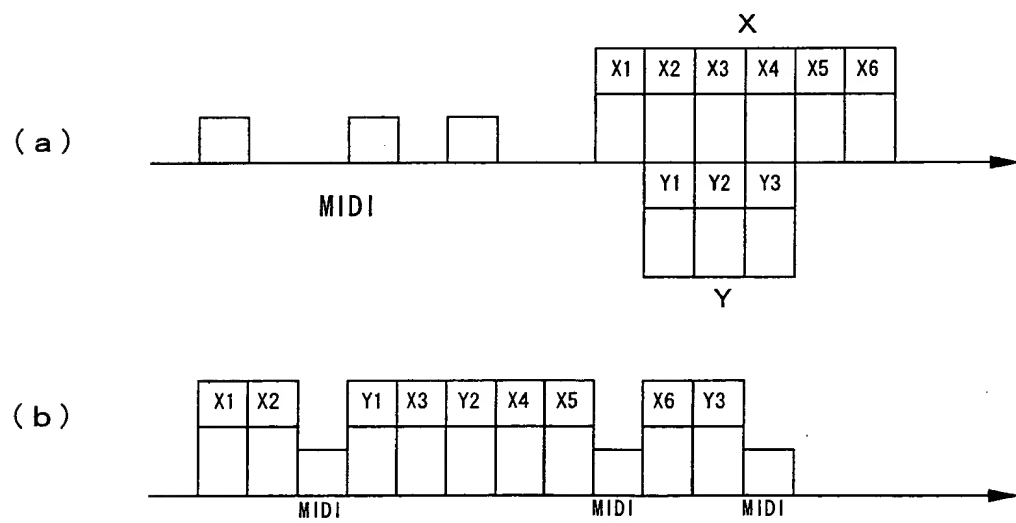 X
X1 X2 X3 X4 X5 X6
(a)
Y1 Y2 Y3
MIDI
Y
X1 X2 Y1 X3 Y2 X4 X5 X6 Y3
(b)
MIDI MIDI MIDI